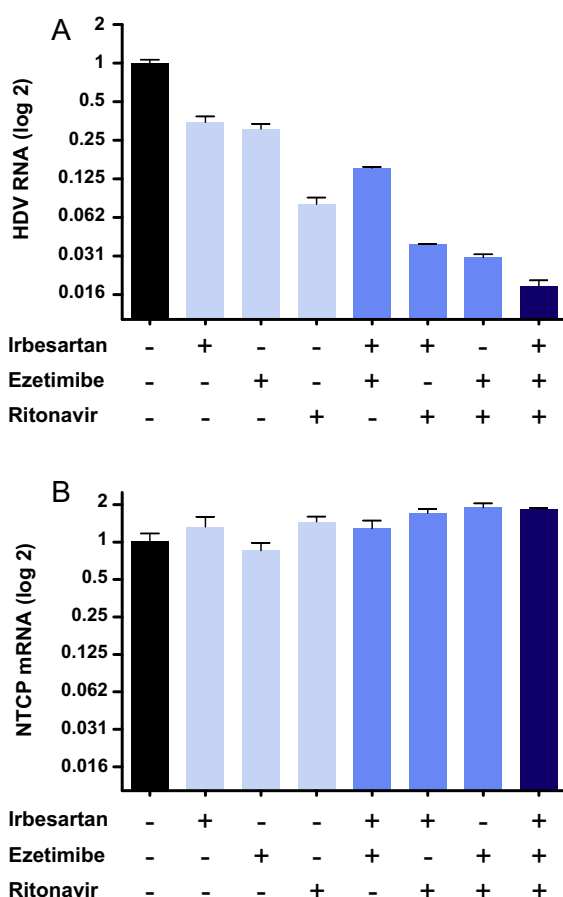 A
HDV RNA (log 2)
2
1
0.5
0.25
0.125
0.062
0.031
0.016
Irbesartan - + - - + + - +
Ezetimibe - - + - + - + +
Ritonavir - - - + - + + +
B
NTCP mRNA (log 2)
2
1
0.5
0.25
0.125
0.062
0.031
0.016
Irbesartan - + - - + + - +
Ezetimibe - - + - + - + +
Ritonavir - - - + - + + +